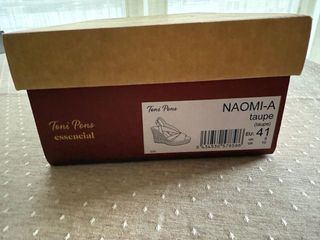 Toni Pons
essencial
Toni Pons
NAOMI-A
taupe
(taupe)
EU: 41